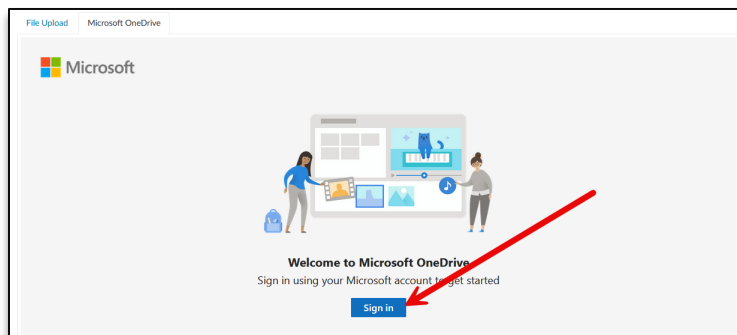 File Upload Microsoft OneDrive
Microsoft
Welcome to Microsoft OneDrive
Sign in using your Microsoft account to get started
Sign in